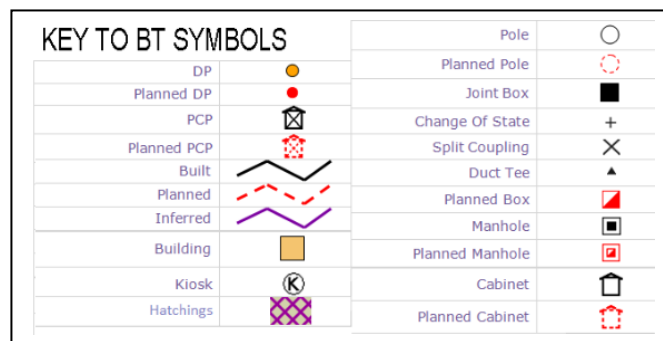 KEY TO BT SYMBOLS
DP
Planned DP
PCP
Planned PCP
Built
Planned
Inferred
Building
Kiosk
K
Hatchings
Pole
Planned Pole
Joint Box
Change Of State
Split Coupling
Duct Tee
Planned Box
Manhole
Planned Manhole
Cabinet
Planned Cabinet